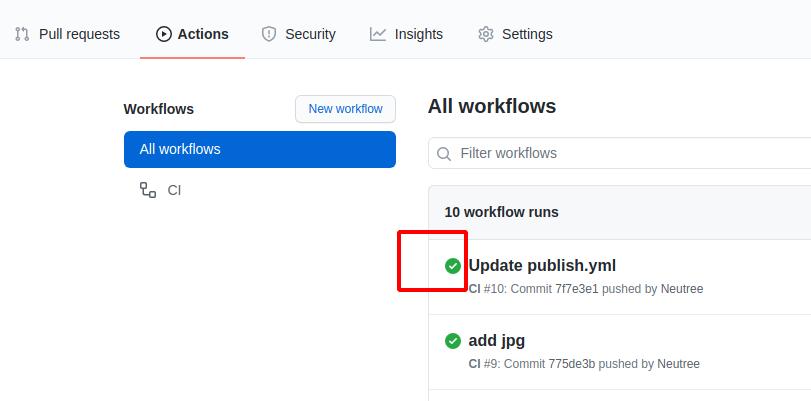 Pull requests Actions Security Insights Settings
Workflows New workflow
All workflows
CI
All workflows
Filter workflows
10 workflow runs
Update publish.yml
CI #10: Commit 7f7e3e1 pushed by Neutree
add jpg
CI #9: Commit 775de3b pushed by Neutree